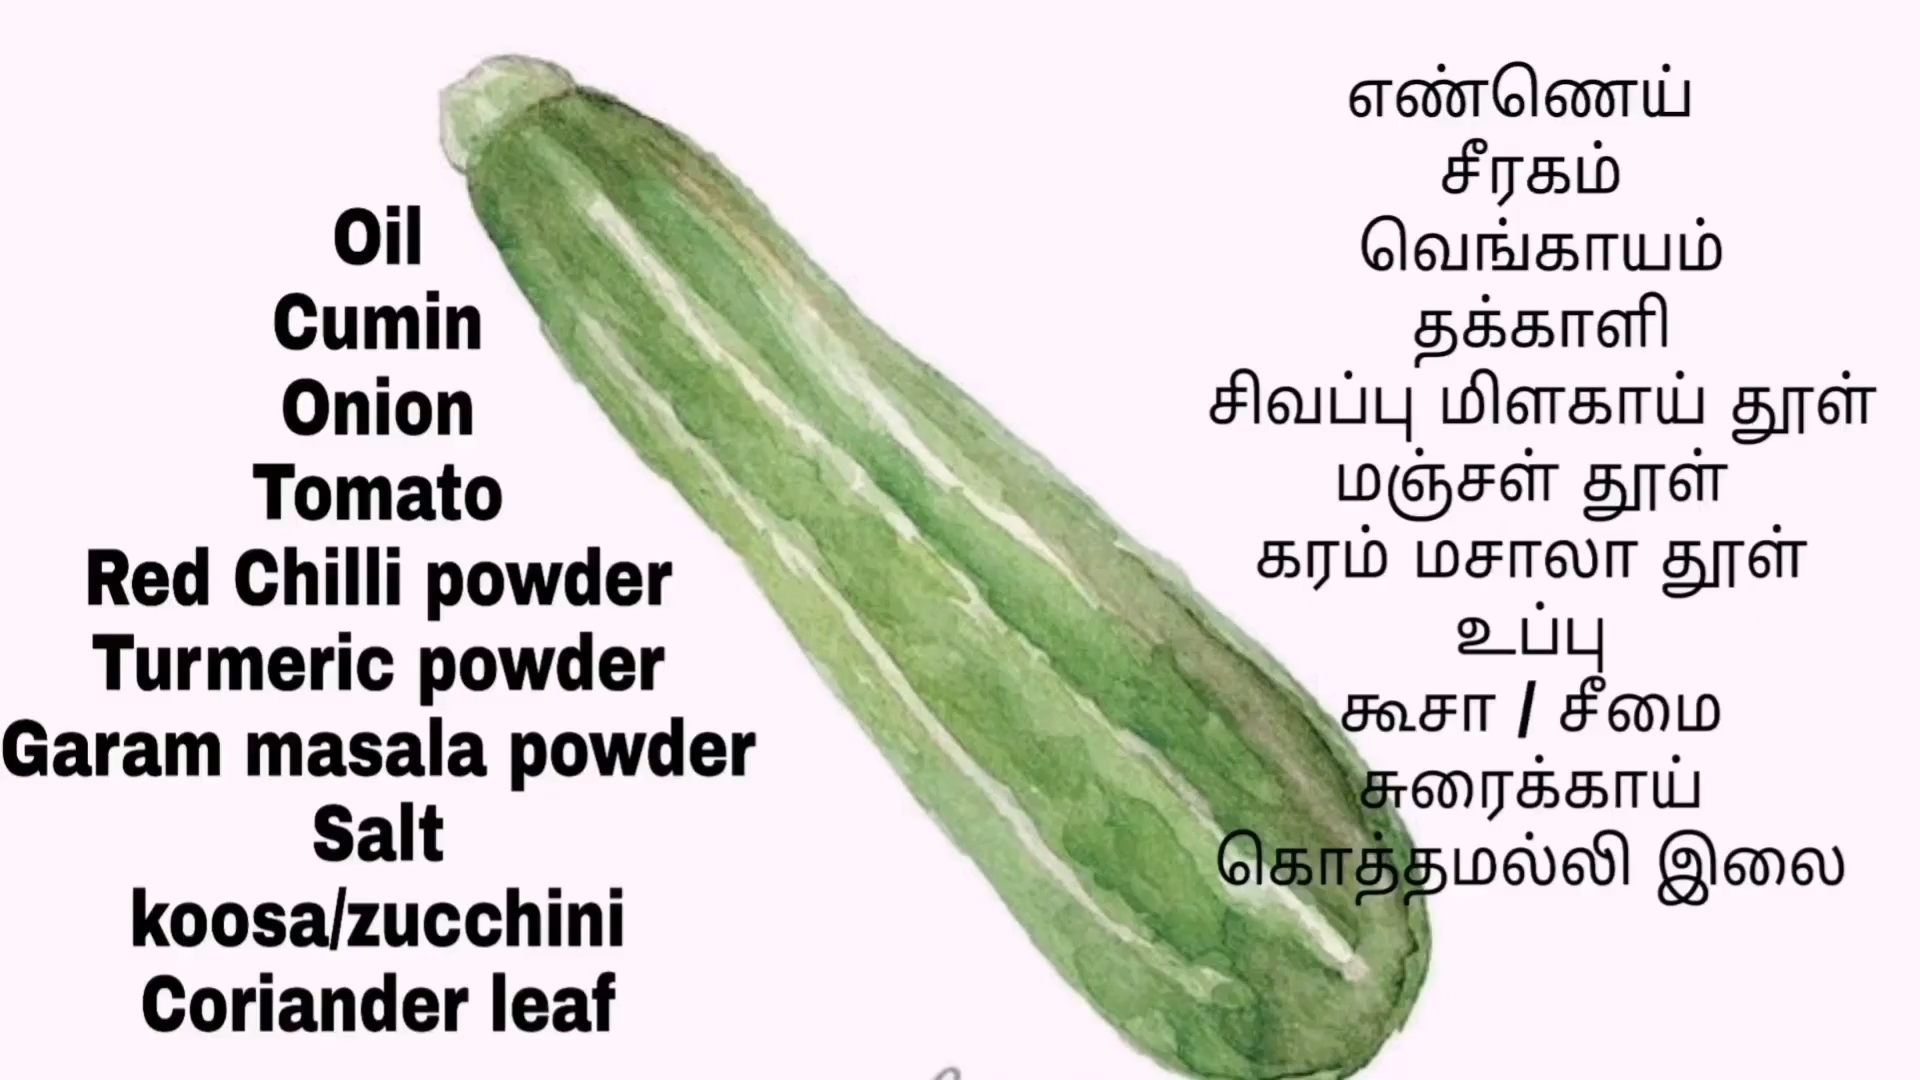 Oil
Cumin
Onion
Tomato
Red Chilli powder
Turmeric powder
Garam masala powder
Salt
koosa/zucchini
Coriander leaf
எண்ணெய்
சீரகம்
வெங்காயம்
தக்காளி
சிவப்பு மிளகாய் தூள்
மஞ்சள் தூள்
கரம் மசாலா தூள்
உப்பு
கூசா / சீமை
சுரைக்காய்
கொத்தமல்லி இலை